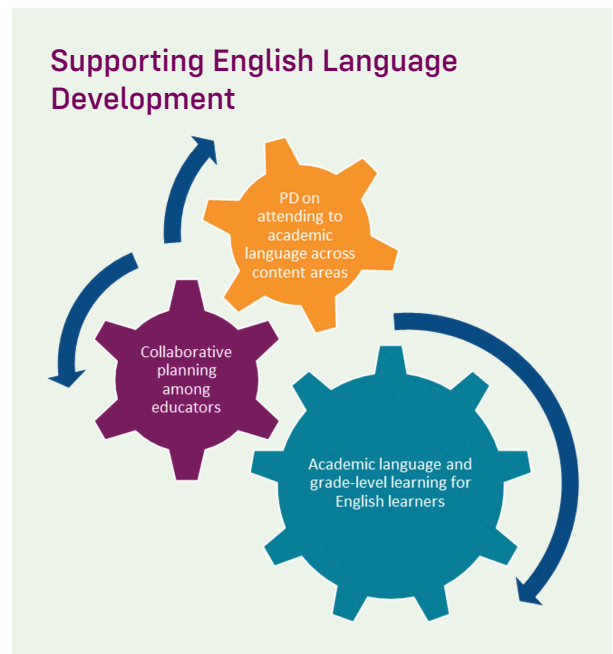 Supporting English Language
Development
PD on
attending to
academic
language across
content areas
Collaborative
planning
among
educators
Academic language and
grade-level learning for
English learners